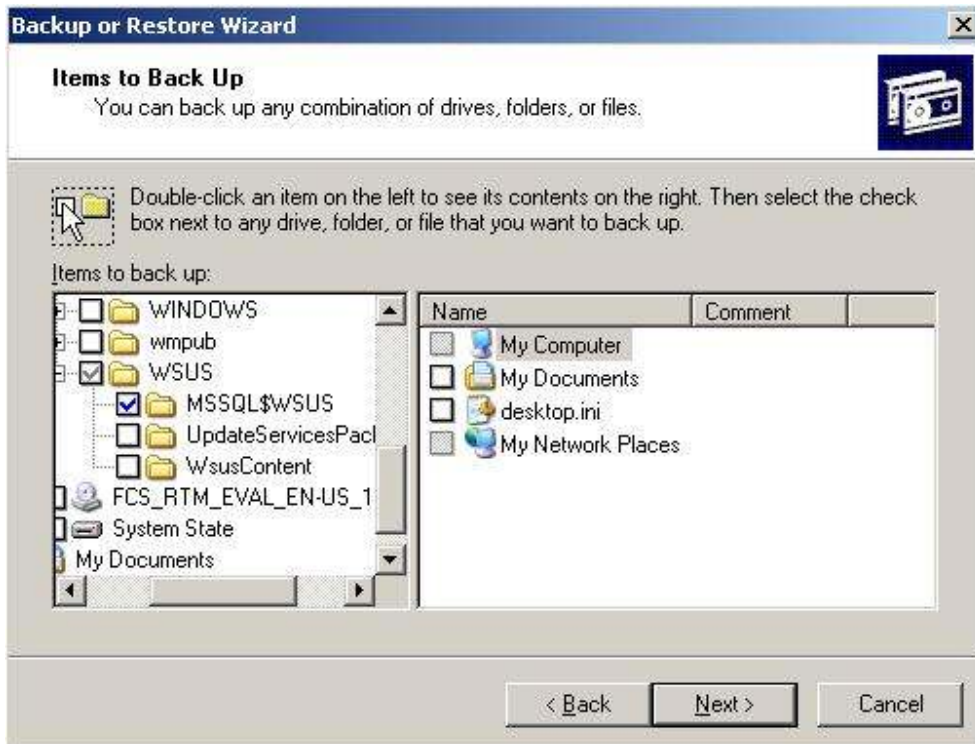 Backup or Restore Wizard
Items to Back Up
You can back up any combination of drives, folders, or files.
Double-click an item on the left to see its contents on the right. Then select the check
box next to any drive, folder, or file that you want to back up.
Items to back up:
WINDOWS
wmpub
WSUS
MSSQL$WSUS
UpdateServicesPacl
WsusContent
FCS_RTM_EVAL_EN-US_1
System State
My Documents
Name Comment
My Computer
My Documents
desktop.ini
My Network Places
< Back Next > Cancel